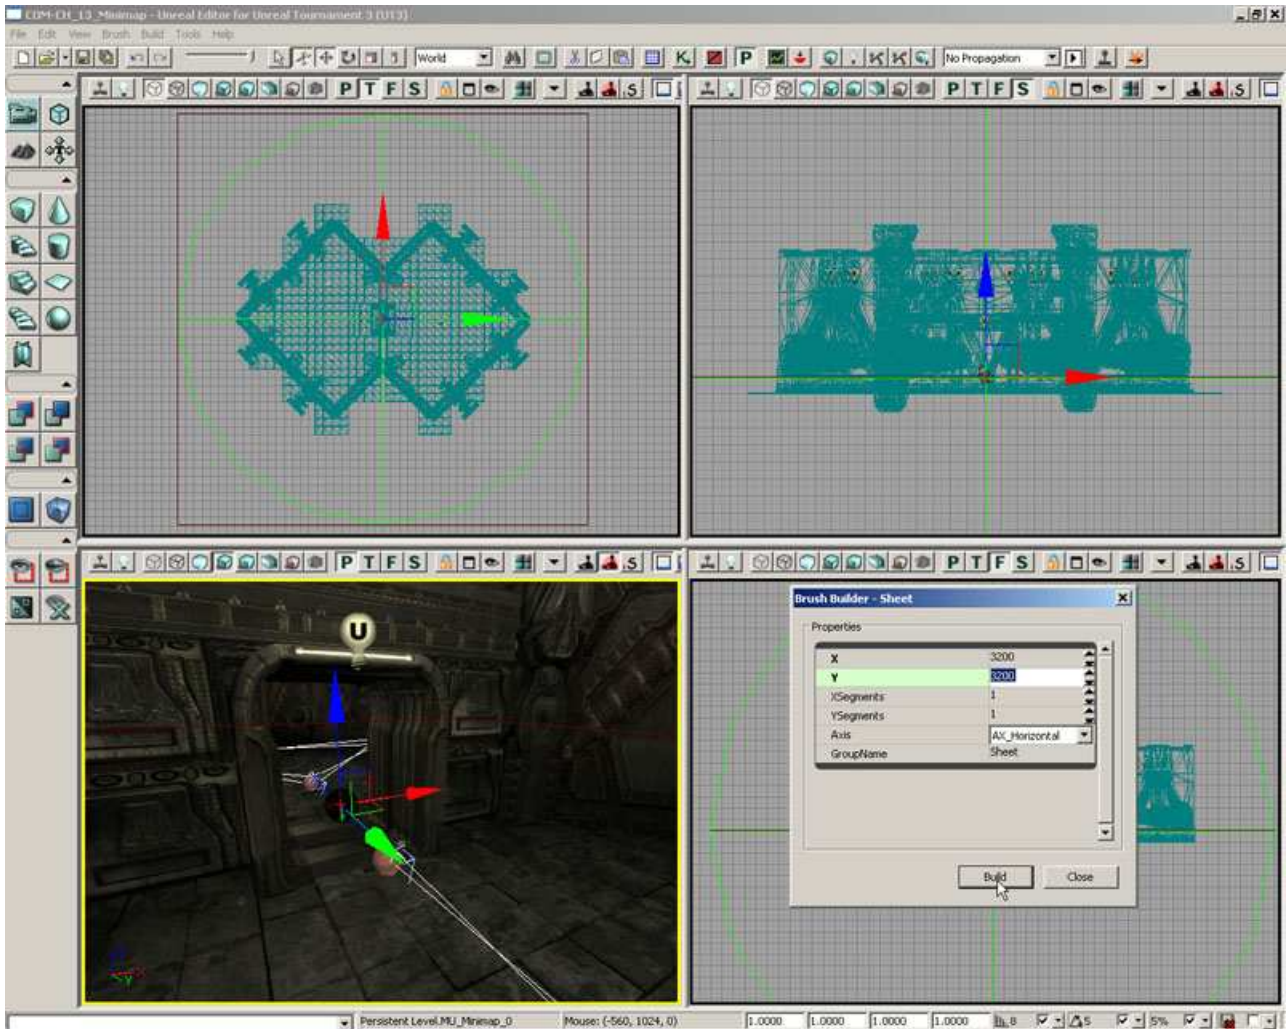 CDM-CH_13_Minimap - Unreal Editor for Unreal Tournament 3 (UT3)
File Edit View Brush Build Tools Help
World
P
No Propagation
P T F S
S
P T F S
S
P T F S
S
P T F S
S
U
Brush Builder - Sheet
Properties
X 3200
Y 3200
XSegments 1
YSegments 1
Axis AX_Horizontal
GroupName Sheet
Build Close
Persistent Level.MU_Minimap_0 Mouse: (-560, 1024, 0) 1.0000 1.0000 1.0000 1.0000 8 5 5%